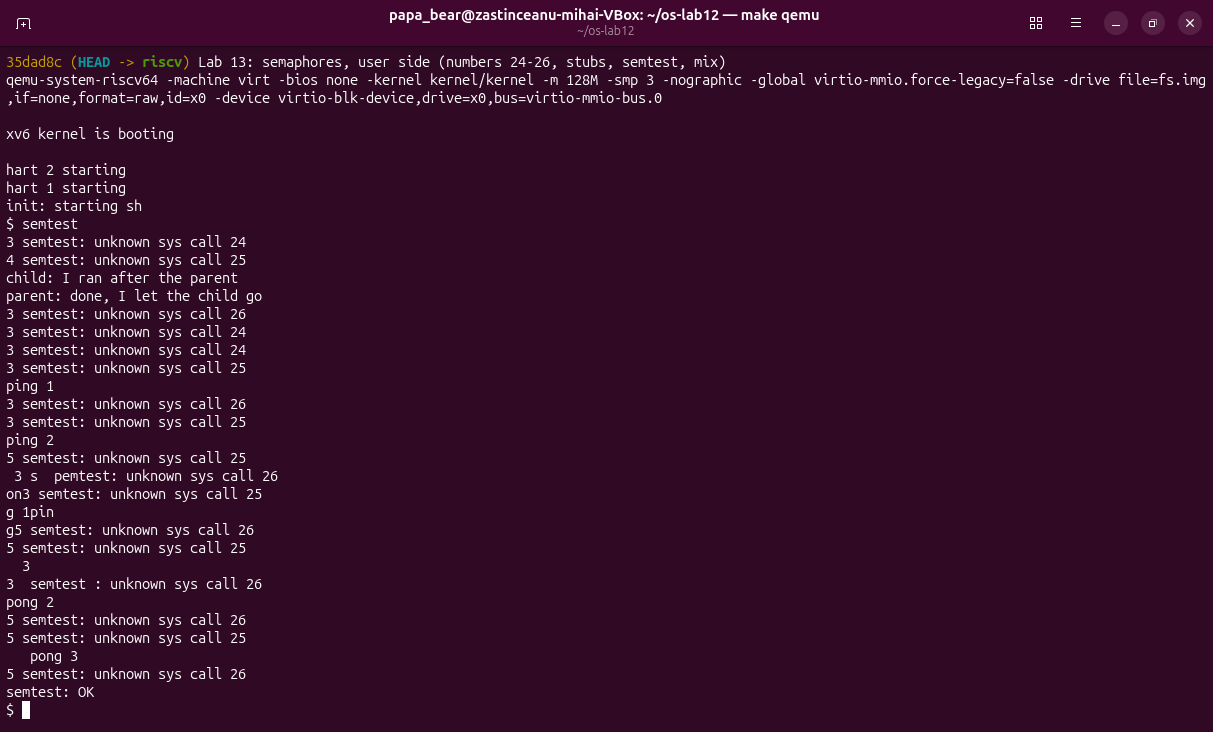 papa_bear@zastinceanu-mihai-VBox: ~/os-lab12 — make qemu
~/os-lab12
35dad8c (HEAD -> riscv) Lab 13: semaphores, user side (numbers 24-26, stubs, semtest, mix)
qemu-system-riscv64 -machine virt -bios none -kernel kernel/kernel -m 128M -smp 3 -nographic -global virtio-mmio.force-legacy=false -drive file=fs.img
,if=none,format=raw,id=x0 -device virtio-blk-device,drive=x0,bus=virtio-mmio-bus.0
xv6 kernel is booting
hart 2 starting
hart 1 starting
init: starting sh
$ semtest
3 semtest: unknown sys call 24
4 semtest: unknown sys call 25
child: I ran after the parent
parent: done, I let the child go
3 semtest: unknown sys call 26
3 semtest: unknown sys call 24
3 semtest: unknown sys call 24
3 semtest: unknown sys call 25
ping 1
3 semtest: unknown sys call 26
3 semtest: unknown sys call 25
ping 2
5 semtest: unknown sys call 25
 3 s  pemtest: unknown sys call 26
on3 semtest: unknown sys call 25
g 1pin
g5 semtest: unknown sys call 26
5 semtest: unknown sys call 25
  3
3  semtest : unknown sys call 26
pong 2
5 semtest: unknown sys call 26
5 semtest: unknown sys call 25
   pong 3
5 semtest: unknown sys call 26
semtest: OK
$